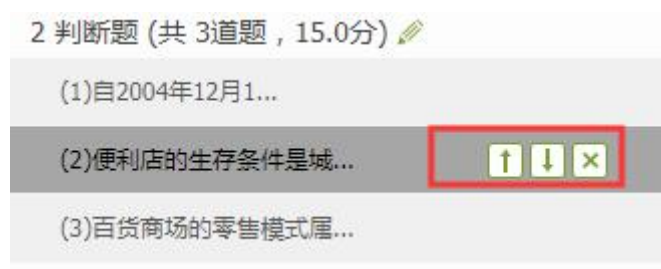 2 判断题 (共 3道题，15.0分)
(1)自2004年12月1...
(2)便利店的生存条件是城...
(3)百货商场的零售模式属...